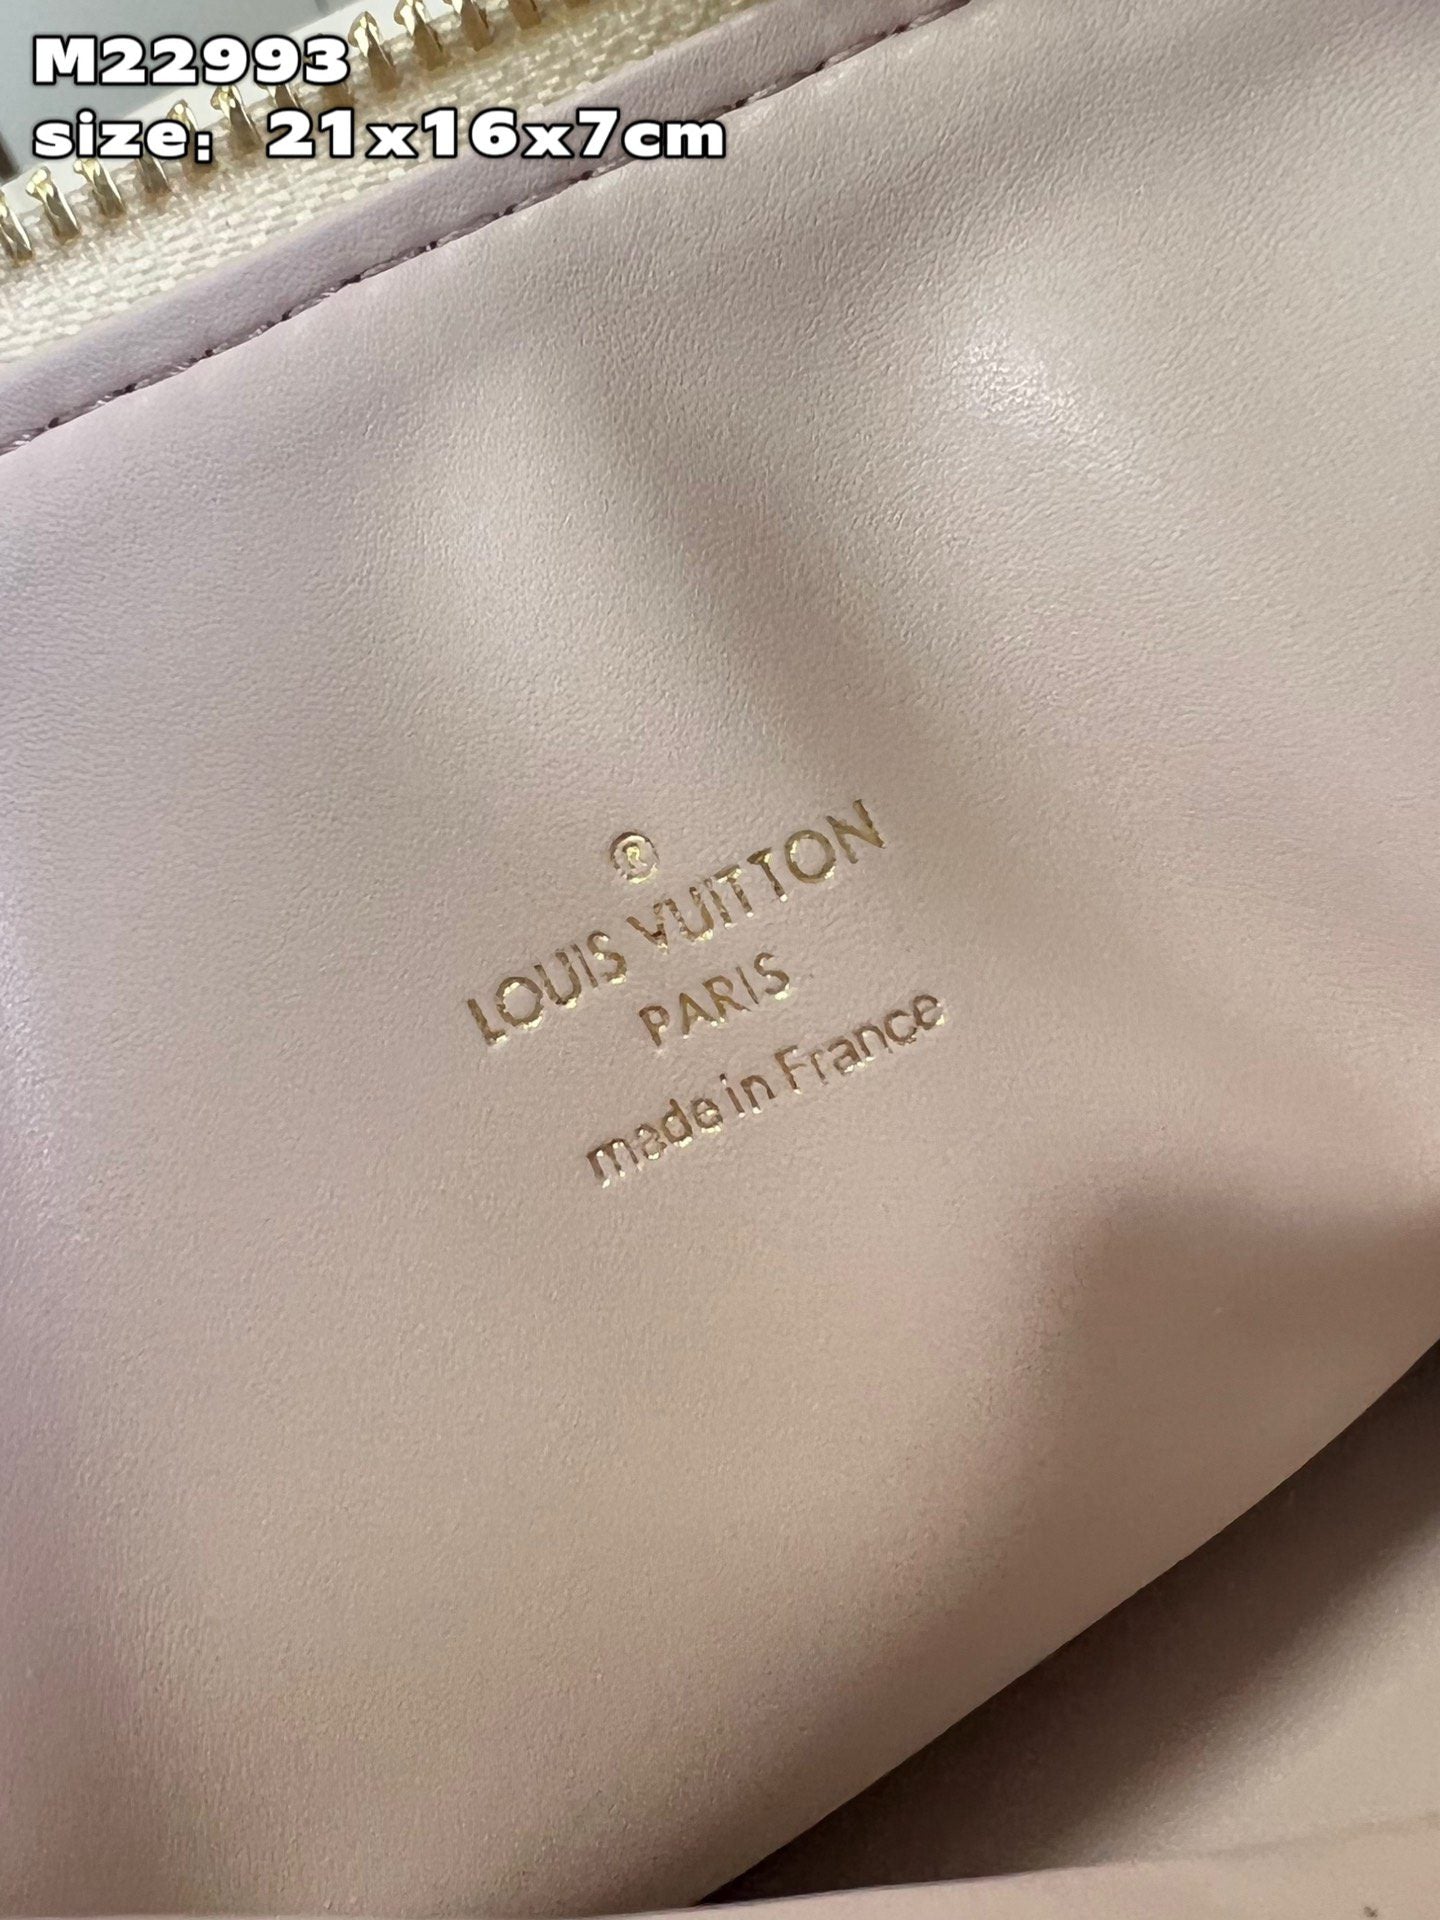 M22993
size：21x16x7cm
®
LOUIS VUITTON
PARIS
made in France